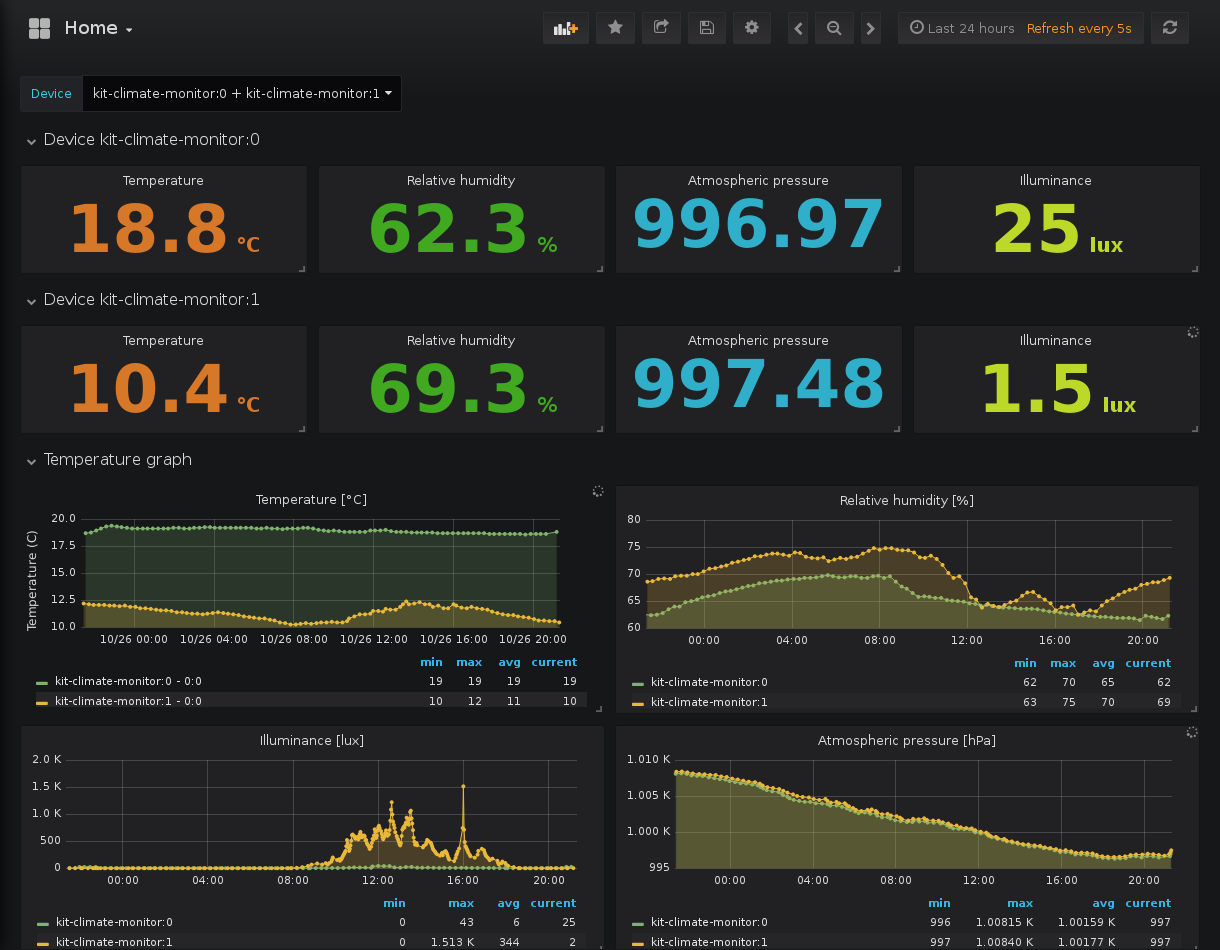 Home
Last 24 hours Refresh every 5s
Device kit-climate-monitor:0 + kit-climate-monitor:1
Device kit-climate-monitor:0
Temperature Relative humidity Atmospheric pressure Illuminance
18.8 °C 62.3 % 996.97 25 lux
Device kit-climate-monitor:1
Temperature Relative humidity Atmospheric pressure Illuminance
10.4 °C 69.3 % 997.48 1.5 lux
Temperature graph
Temperature [°C]
Temperature (C)
20.0
17.5
15.0
12.5
10.0
10/26 00:00 10/26 04:00 10/26 08:00 10/26 12:00 10/26 16:00 10/26 20:00
min max avg current
kit-climate-monitor:0 - 0:0 19 19 19 19
kit-climate-monitor:1 - 0:0 10 12 11 10
Relative humidity [%]
80
75
70
65
60
00:00 04:00 08:00 12:00 16:00 20:00
min max avg current
kit-climate-monitor:0 62 70 65 62
kit-climate-monitor:1 63 75 70 69
Illuminance [lux]
2.0 K
1.5 K
1.0 K
500
0
00:00 04:00 08:00 12:00 16:00 20:00
min max avg current
kit-climate-monitor:0 0 43 6 25
kit-climate-monitor:1 0 1.513 K 344 2
Atmospheric pressure [hPa]
1.010 K
1.005 K
1.000 K
995
00:00 04:00 08:00 12:00 16:00 20:00
min max avg current
kit-climate-monitor:0 996 1.00815 K 1.00159 K 997
kit-climate-monitor:1 997 1.00840 K 1.00177 K 997